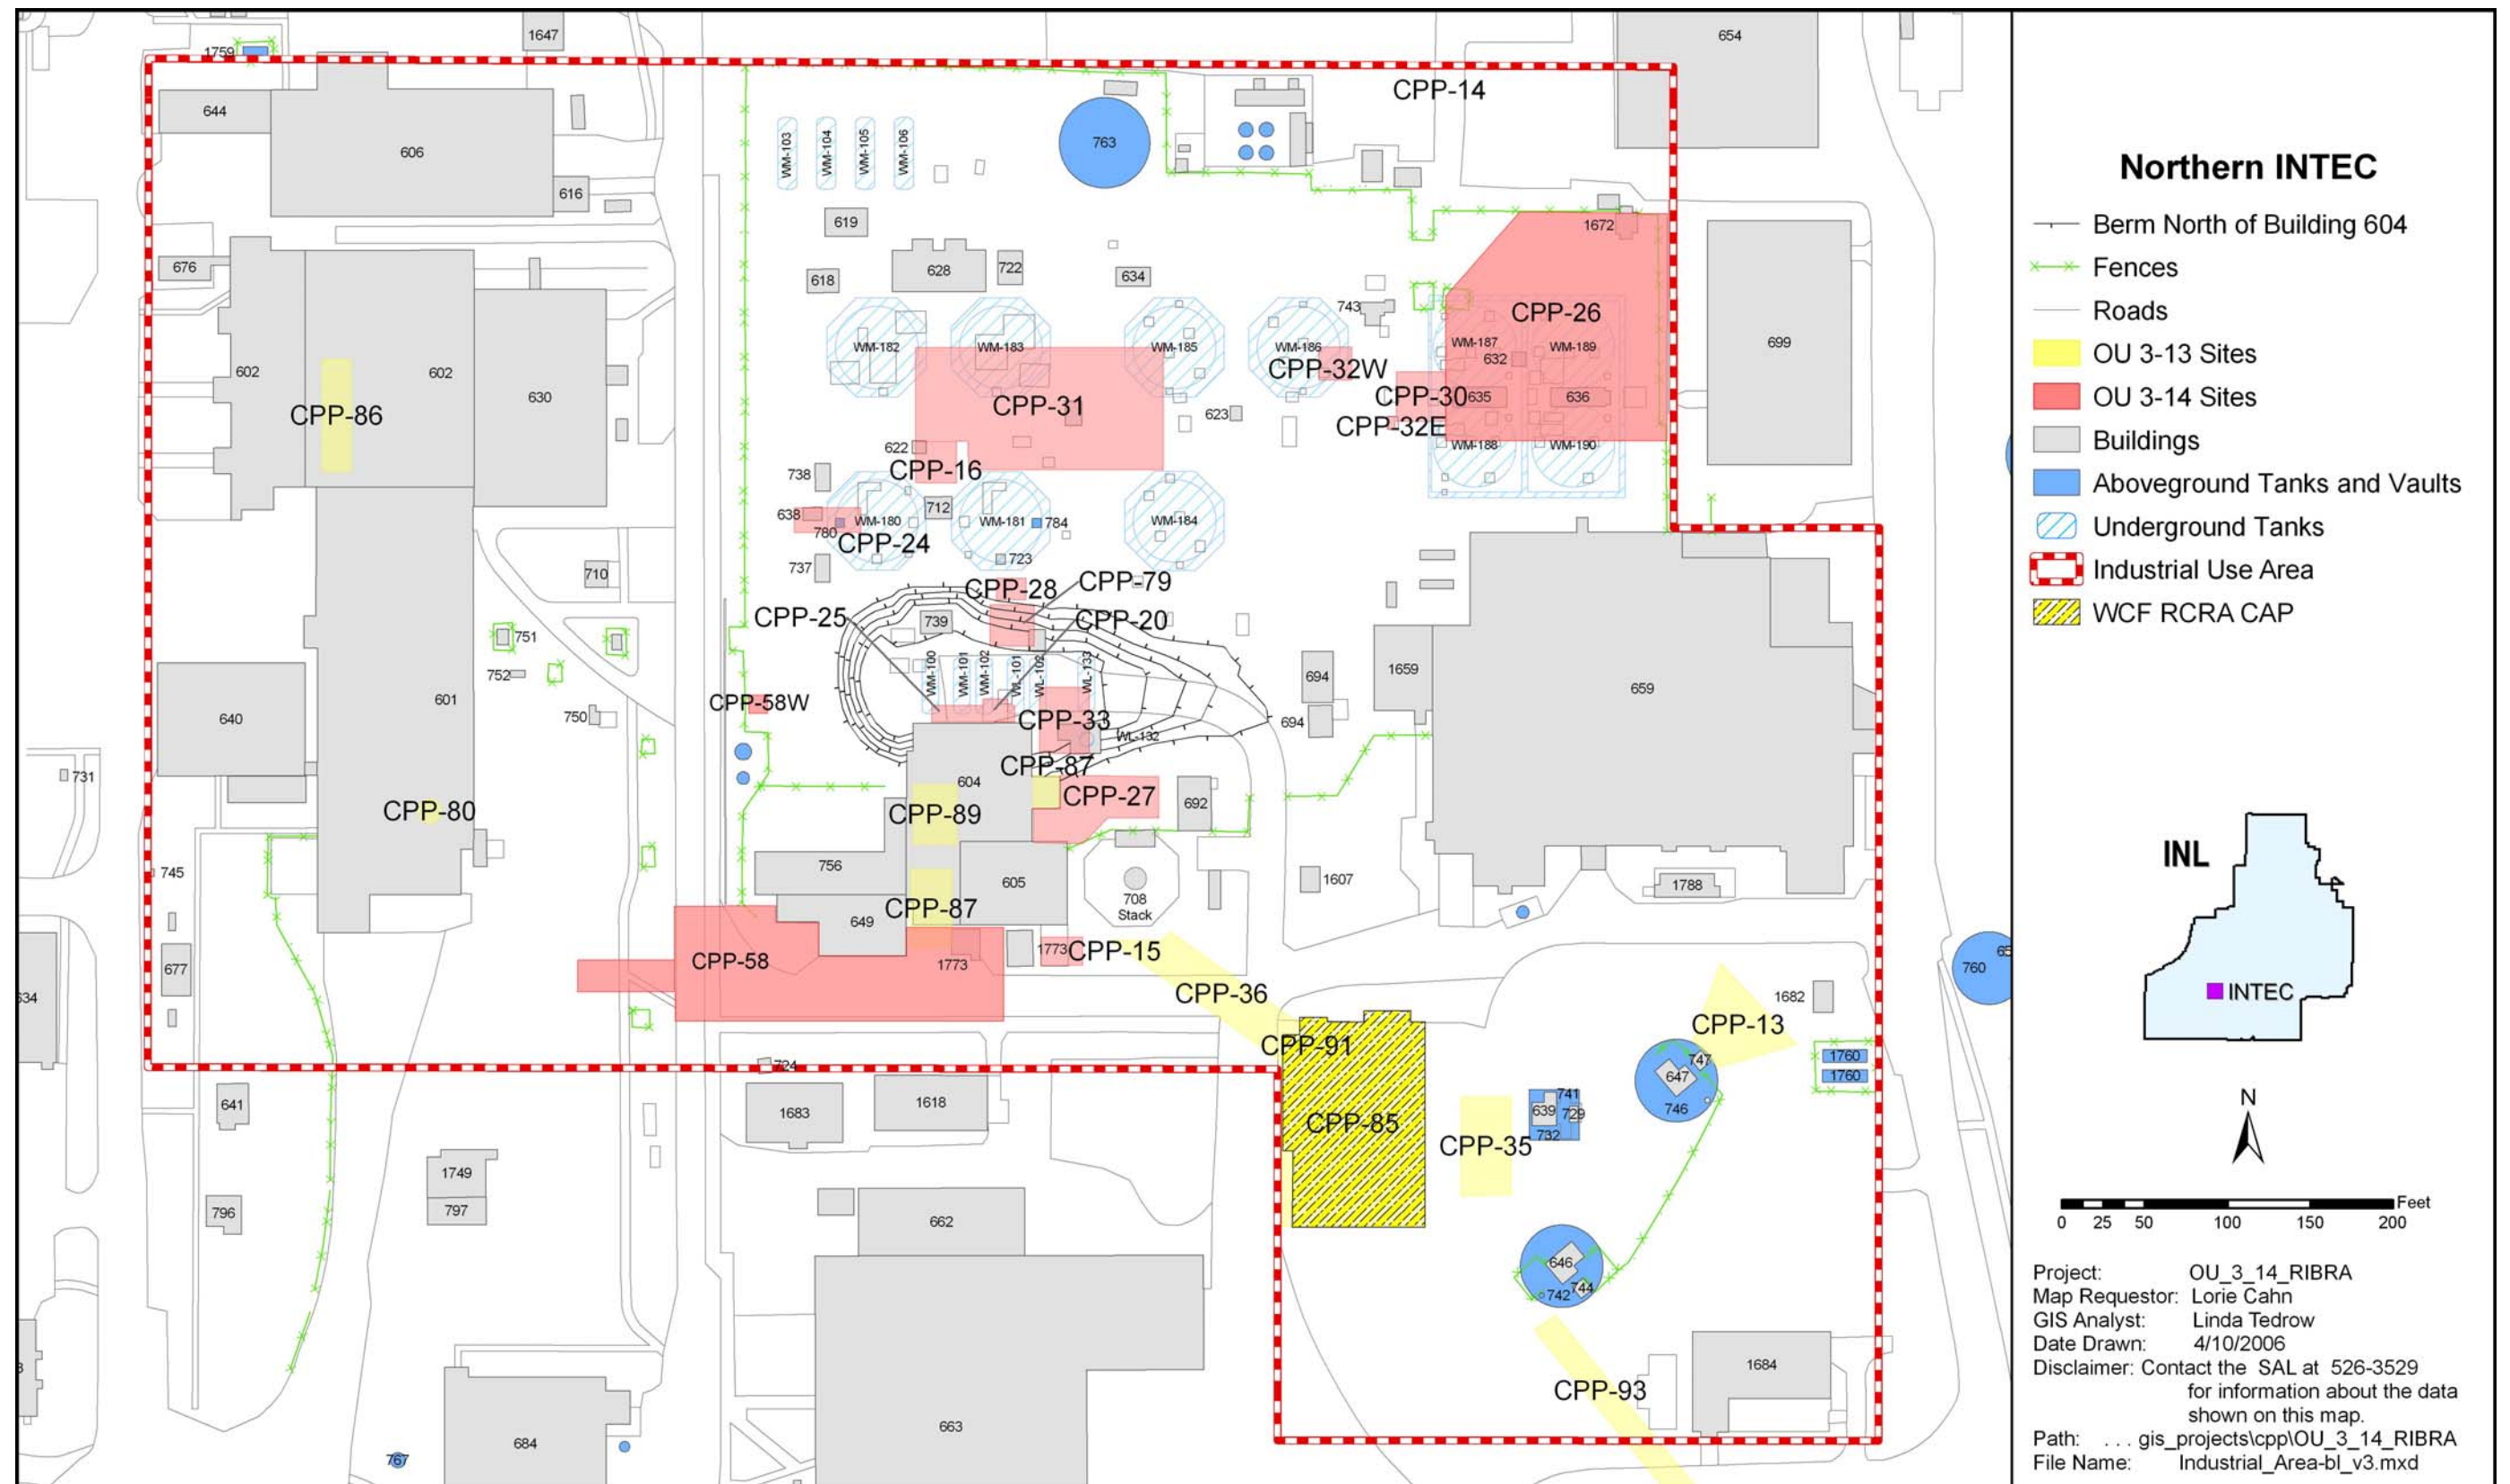 1759
1647
654
CPP-14
644
606
616
WM-103
WM-104
WM-105
WM-106
763
619
1672
676
618
628
722
634
743
CPP-26
699
602
602
630
WM-182
WM-183
WM-185
WM-186
WM-187
WM-189
632
CPP-32W
CPP-86
CPP-31
623
CPP-30
635
636
CPP-32E
WM-188
WM-190
622
CPP-16
738
638
780
WM-180
712
WM-181
784
WM-184
CPP-24
737
723
710
CPP-28
CPP-79
CPP-25
CPP-20
739
751
752
750
601
640
WM-100
WM-101
WM-102
WL-101
WL-102
WL-133
CPP-58W
CPP-33
WL-132
694
694
1659
659
731
CPP-87
604
CPP-27
692
CPP-80
CPP-89
745
756
605
708
Stack
1607
1788
CPP-87
649
677
634
CPP-58
1773
1773
CPP-15
CPP-36
760
65
1682
CPP-13
CPP-91
747
647
746
1760
1760
724
641
1683
1618
CPP-85
CPP-35
741
639
729
732
1749
797
796
662
646
742
744
663
684
767
1684
CPP-93
Northern INTEC
Berm North of Building 604
Fences
Roads
OU 3-13 Sites
OU 3-14 Sites
Buildings
Aboveground Tanks and Vaults
Underground Tanks
Industrial Use Area
WCF RCRA CAP
INL
INTEC
N
Feet
0 25 50 100 150 200
Project: OU_3_14_RIBRA
Map Requestor: Lorie Cahn
GIS Analyst: Linda Tedrow
Date Drawn: 4/10/2006
Disclaimer: Contact the SAL at 526-3529
for information about the data
shown on this map.
Path: . . . gis_projects\cpp\OU_3_14_RIBRA
File Name: Industrial_Area-bl_v3.mxd